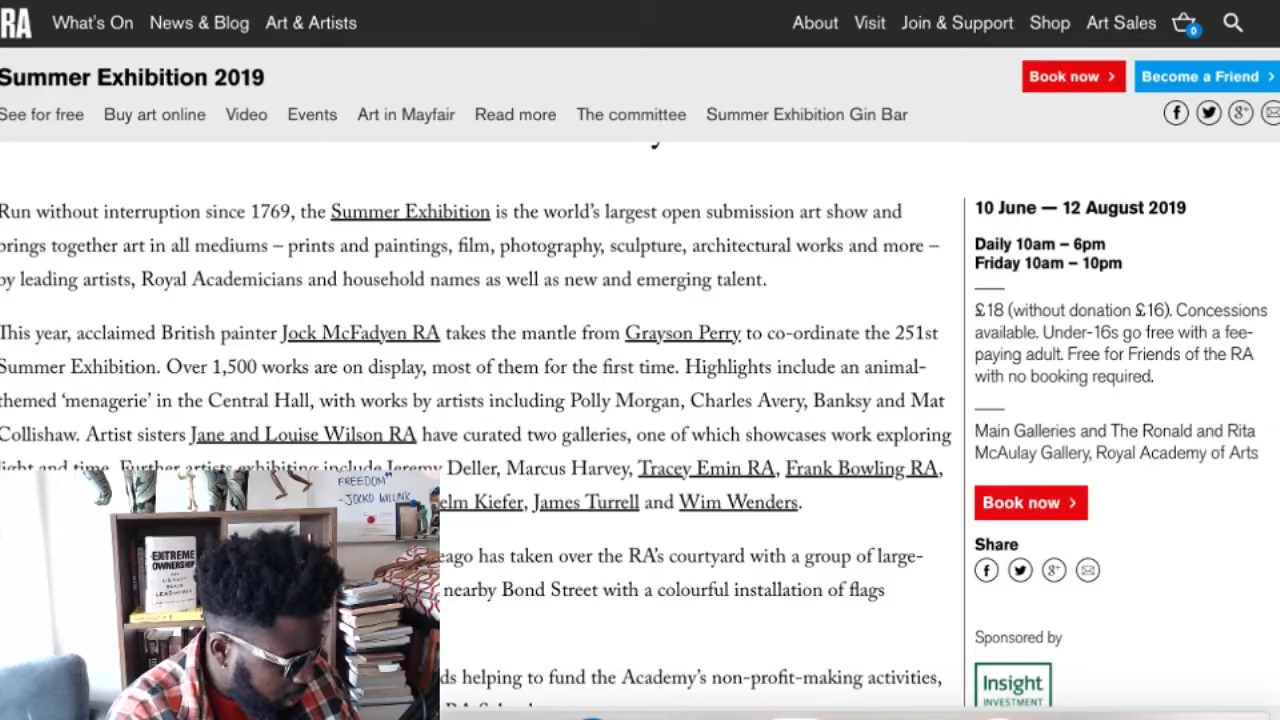 RA What's On News & Blog Art & Artists About Visit Join & Support Shop Art Sales 0
Summer Exhibition 2019
Book now Become a Friend
See for free Buy art online Video Events Art in Mayfair Read more The committee Summer Exhibition Gin Bar
Run without interruption since 1769, the Summer Exhibition is the world's largest open submission art show and
brings together art in all mediums – prints and paintings, film, photography, sculpture, architectural works and more –
by leading artists, Royal Academicians and household names as well as new and emerging talent.
This year, acclaimed British painter Jock McFadyen RA takes the mantle from Grayson Perry to co-ordinate the 251st
Summer Exhibition. Over 1,500 works are on display, most of them for the first time. Highlights include an animal-
themed 'menagerie' in the Central Hall, with works by artists including Polly Morgan, Charles Avery, Banksy and Mat
Collishaw. Artist sisters Jane and Louise Wilson RA have curated two galleries, one of which showcases work exploring
light and time. Further artists exhibiting include Jeremy Deller, Marcus Harvey, Tracey Emin RA, Frank Bowling RA,
elm Kiefer, James Turrell and Wim Wenders.
eago has taken over the RA's courtyard with a group of large-
nearby Bond Street with a colourful installation of flags
ds helping to fund the Academy's non-profit-making activities,
10 June — 12 August 2019
Daily 10am – 6pm
Friday 10am – 10pm
£18 (without donation £16). Concessions
available. Under-16s go free with a fee-
paying adult. Free for Friends of the RA
with no booking required.
Main Galleries and The Ronald and Rita
McAulay Gallery, Royal Academy of Arts
Book now
Share
Sponsored by
Insight
INVESTMENT
FREEDOM"
-JOCKO WILLINK
EXTREME
OWNERSHIP